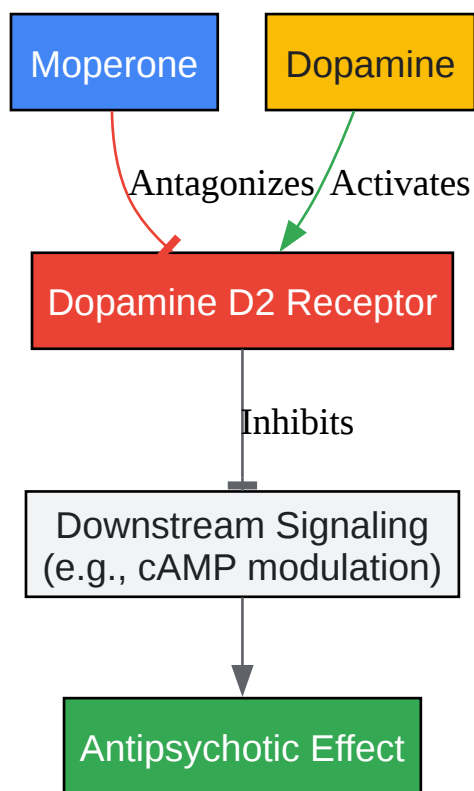 Moperone
Dopamine
Antagonizes
Activates
Dopamine D2 Receptor
Inhibits
Downstream Signaling
(e.g., cAMP modulation)
Antipsychotic Effect